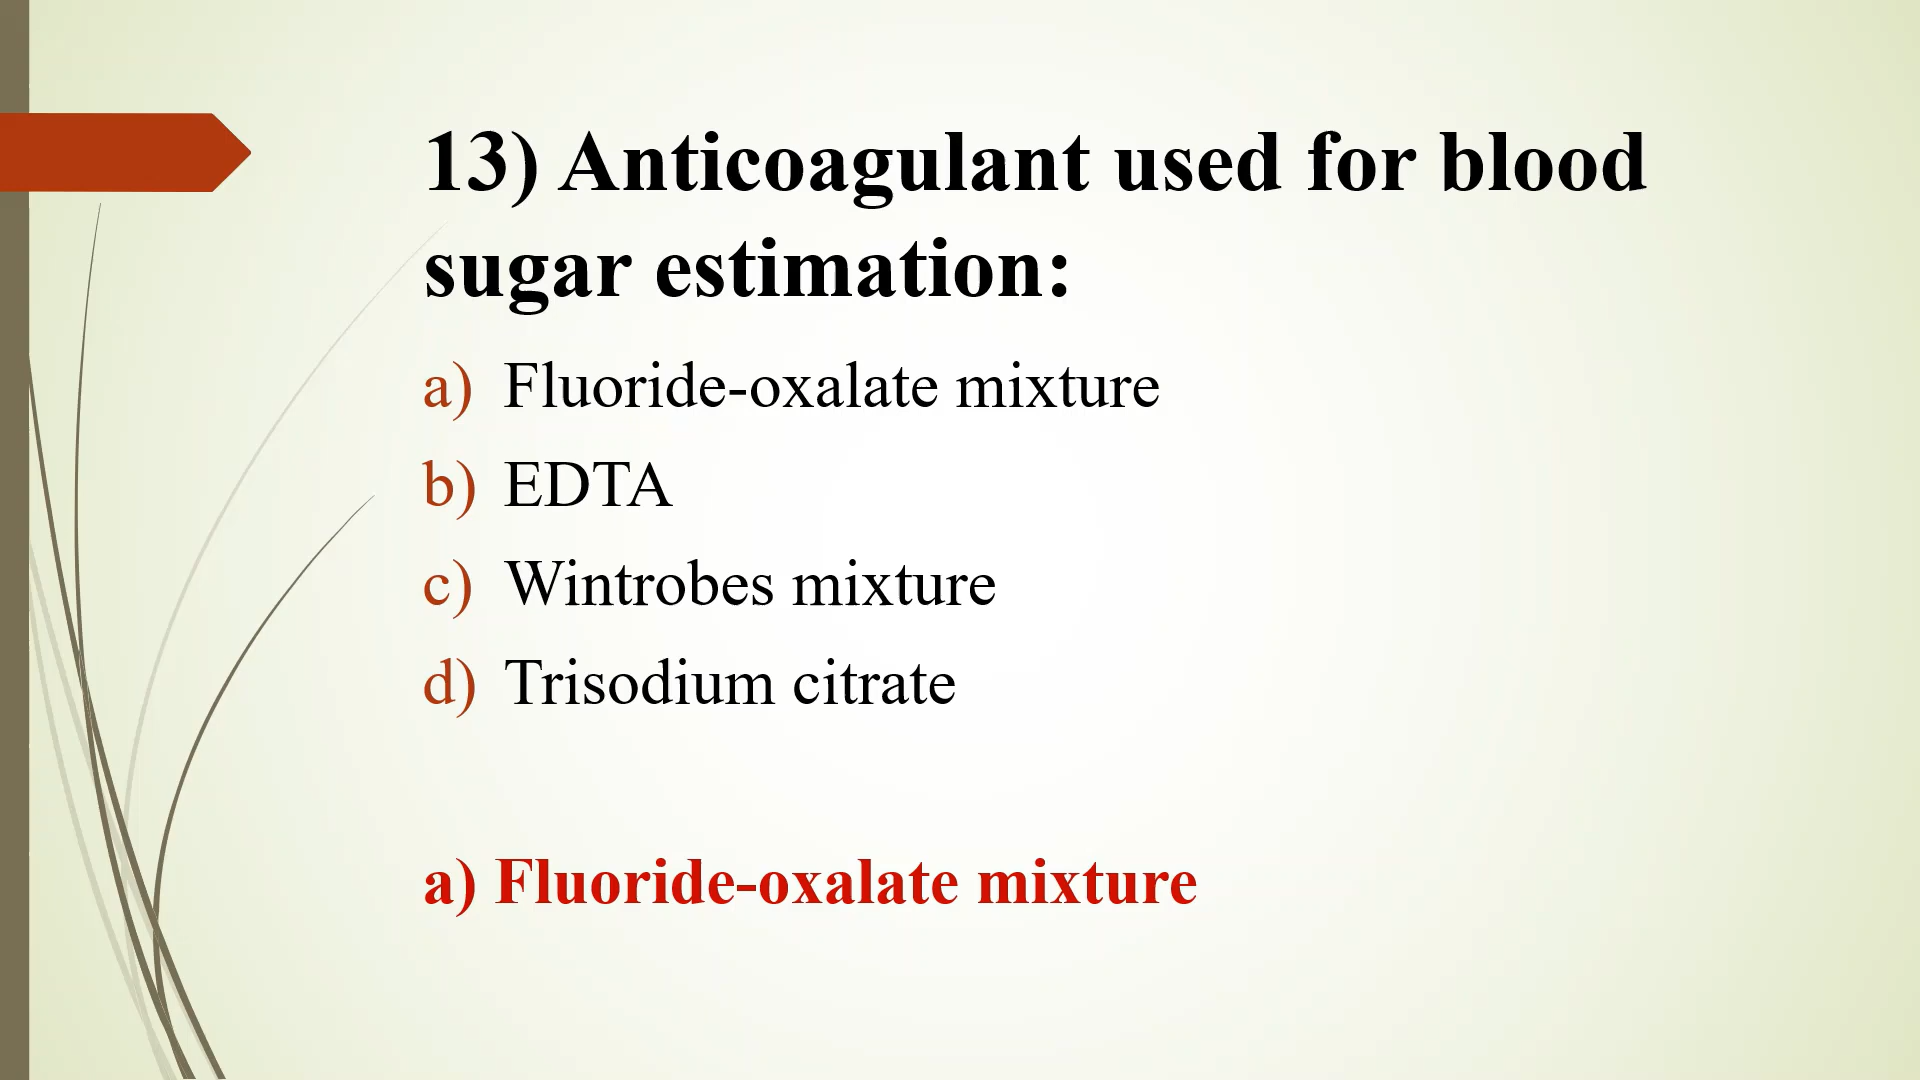 13) Anticoagulant used for blood
sugar estimation:
a) Fluoride-oxalate mixture
b) EDTA
c) Wintrobes mixture
d) Trisodium citrate
a) Fluoride-oxalate mixture